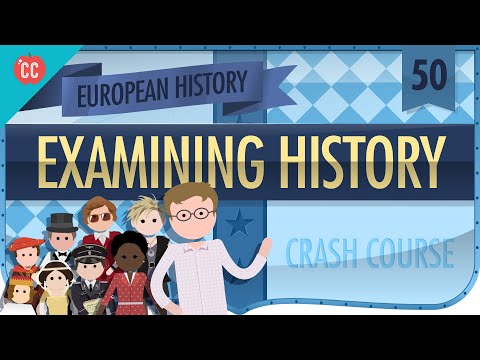 CC
EUROPEAN HISTORY
50
EXAMINING HISTORY
CRASH COURSE